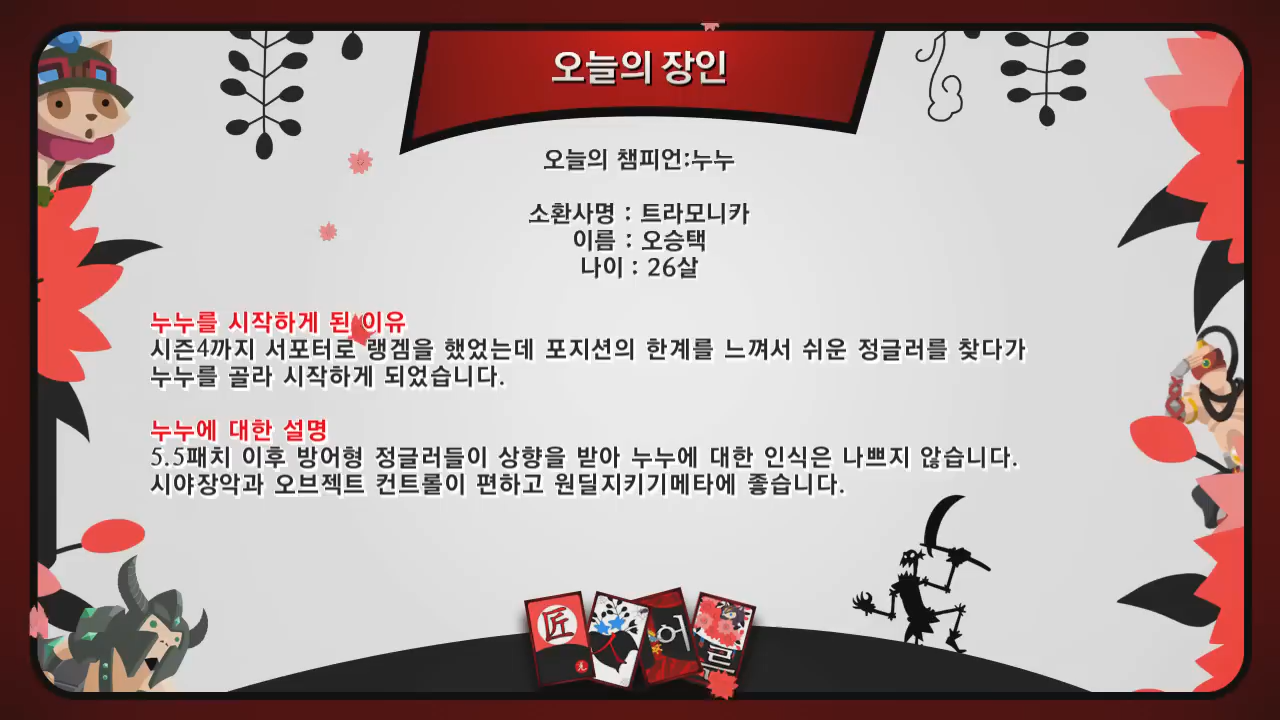 오늘의 장인
오늘의 챔피언:누누
소환사명 : 트라모니카
이름 : 오승택
나이 : 26살
누누를 시작하게 된 이유
시즌4까지 서포터로 랭겜을 했었는데 포지션의 한계를 느껴서 쉬운 정글러를 찾다가
누누를 골라 시작하게 되었습니다.
누누에 대한 설명
5.5패치 이후 방어형 정글러들이 상향을 받아 누누에 대한 인식은 나쁘지 않습니다.
시야장악과 오브젝트 컨트롤이 편하고 원딜지키기메타에 좋습니다.
匠 어